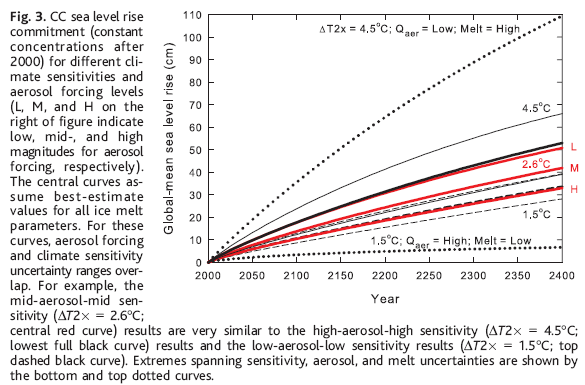 Fig. 3. CC sea level rise
commitment (constant
concentrations after
2000) for different cli-
mate sensitivities and
aerosol forcing levels
(L, M, and H on the
right of figure indicate
low, mid-, and high
magnitudes for aerosol
forcing, respectively).
The central curves as-
sume best-estimate
values for all ice melt
parameters. For these
curves, aerosol forcing
and climate sensitivity
uncertainty ranges over-
lap. For example, the
mid-aerosol-mid sen-
sitivity (ΔT2× = 2.6°C;
central red curve) results are very similar to the high-aerosol-high sensitivity (ΔT2× = 4.5°C;
lowest full black curve) results and the low-aerosol-low sensitivity results (ΔT2× = 1.5°C; top
dashed black curve). Extremes spanning sensitivity, aerosol, and melt uncertainties are shown by
the bottom and top dotted curves.
Global-mean sea level rise (cm)
110
100
90
80
70
60
50
40
30
20
10
0
ΔT2x = 4.5°C; Qaer = Low; Melt = High
4.5°C
L
2.6°C
M
H
1.5°C
1.5°C; Qaer = High; Melt = Low
2000 2050 2100 2150 2200 2250 2300 2350 2400
Year